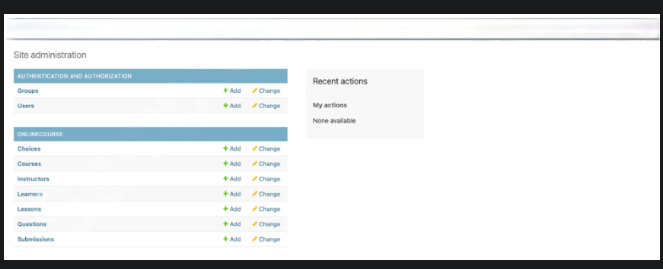 Site administration
AUTHENTICATION AND AUTHORIZATION
Groups + Add Change
Users + Add Change
ONLINECOURSE
Choices + Add Change
Courses + Add Change
Instructors + Add Change
Learners + Add Change
Lessons + Add Change
Questions + Add Change
Submissions + Add Change
Recent actions
My actions
None available